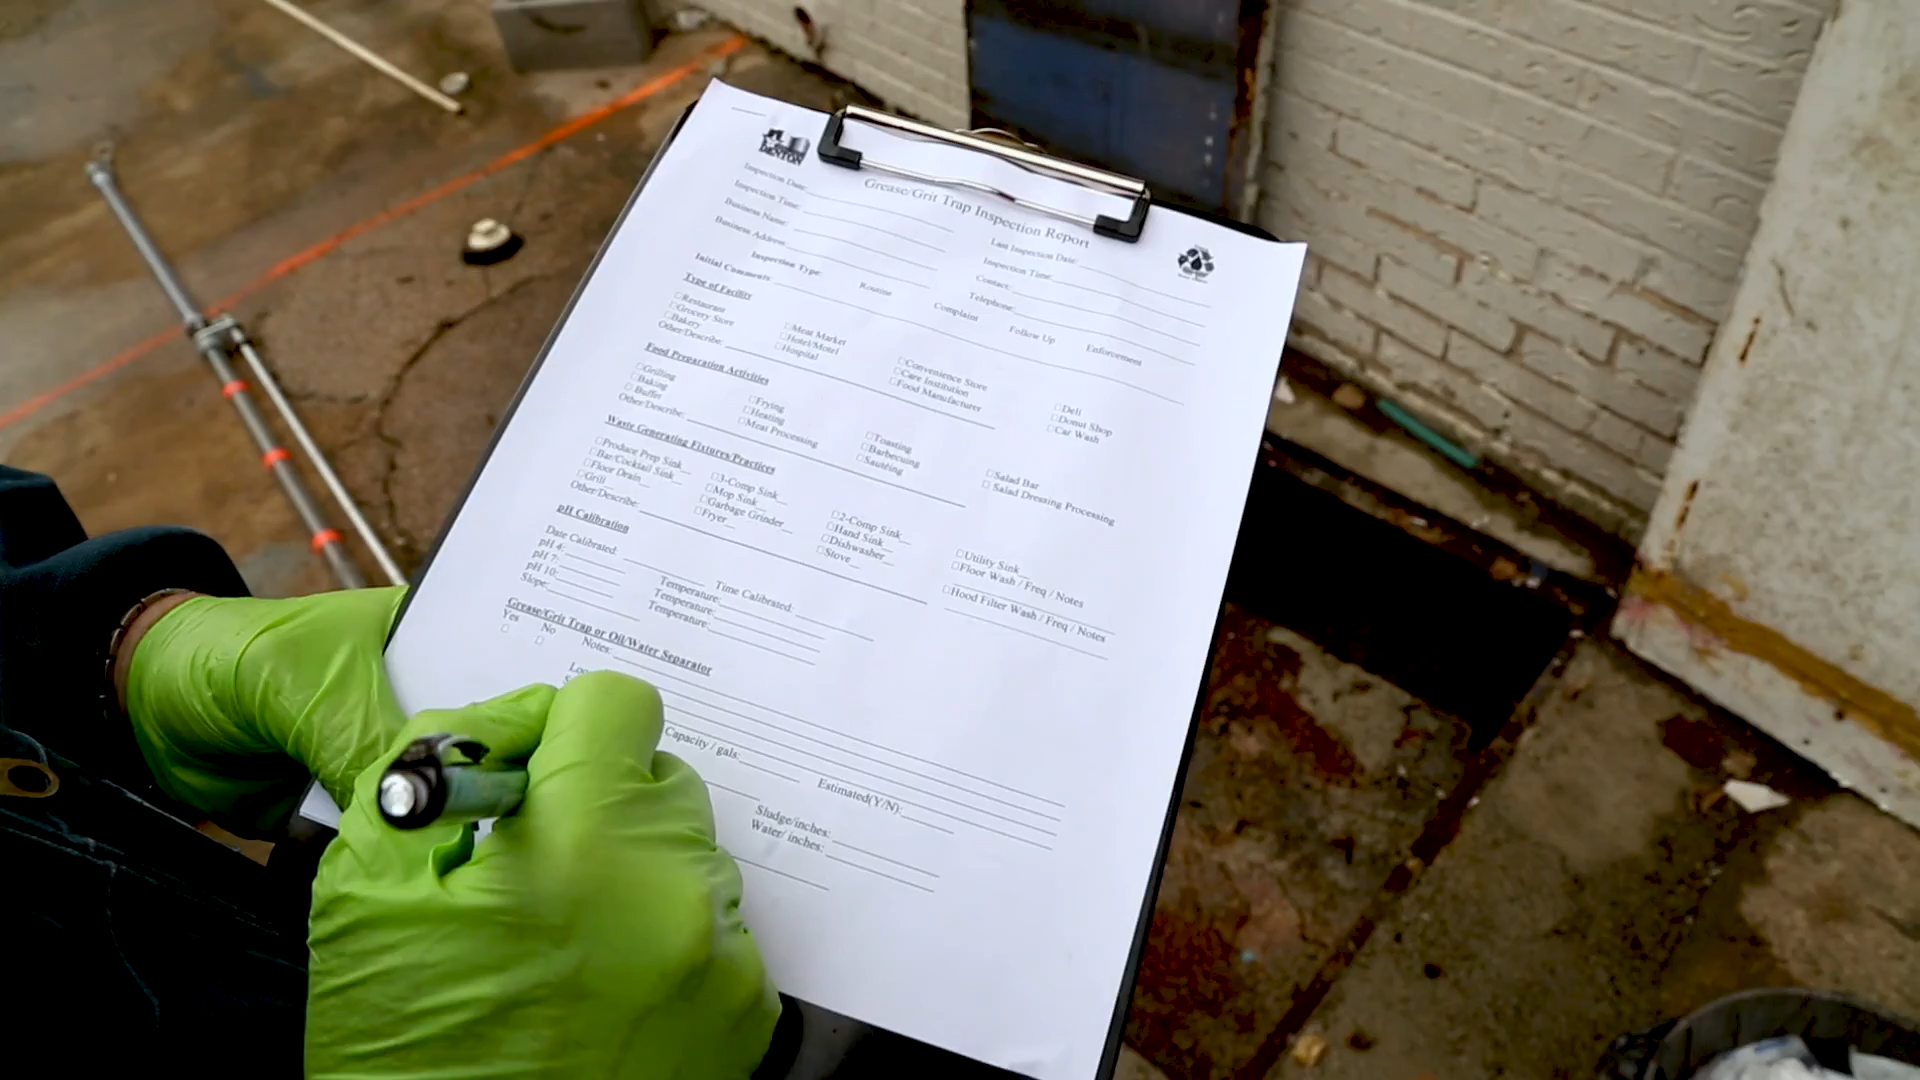 DENTON
Grease/Grit Trap Inspection Report
Inspection Date:
Inspection Time:
Business Name:
Business Address:
Last Inspection Date:
Inspection Time:
Contact:
Telephone:
Inspection Type: Routine Complaint Follow Up Enforcement
Initial Comments:
Type of Facility
□Restaurant □Meat Market □Convenience Store □Deli
□Grocery Store □Hotel/Motel □Care Institution □Donut Shop
□Bakery □Hospital □Food Manufacturer □Car Wash
Other/Describe:
Food Preparation Activities
□Grilling □Frying □Toasting □Salad Bar
□Baking □Heating □Barbecuing □Salad Dressing Processing
□Buffet □Meat Processing □Sautéing
Other/Describe:
Waste Generating Fixtures/Practices
□Produce Prep Sink □3-Comp Sink □2-Comp Sink □Utility Sink
□Bar/Cocktail Sink □Mop Sink □Hand Sink □Floor Wash / Freq / Notes
□Floor Drain □Garbage Grinder □Dishwasher
□Grill □Fryer □Stove □Hood Filter Wash / Freq / Notes
Other/Describe:
pH Calibration
Date Calibrated: Time Calibrated:
pH 4: Temperature:
pH 7: Temperature:
pH 10: Temperature:
Slope:
Grease/Grit Trap or Oil/Water Separator
Yes No Notes:
□ □
Capacity / gals: Estimated(Y/N):
Sludge/inches:
Water/ inches: